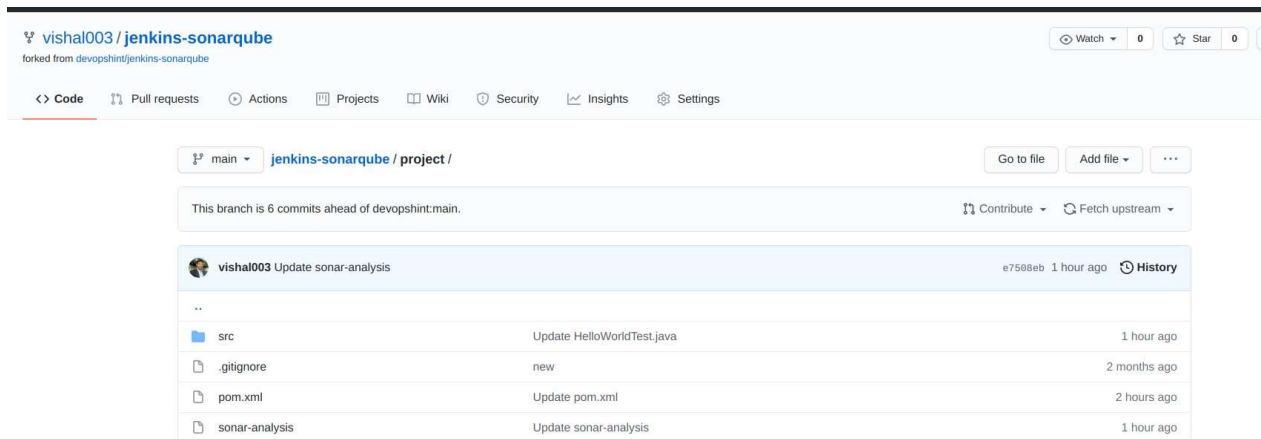 vishal003 / jenkins-sonarqube
Watch 0 Star 0
forked from devopshint/jenkins-sonarqube
<> Code Pull requests Actions Projects Wiki Security Insights Settings
main jenkins-sonarqube / project / Go to file Add file ...
This branch is 6 commits ahead of devopshint:main. Contribute Fetch upstream
vishal003 Update sonar-analysis e7508eb 1 hour ago History
..
src Update HelloWorldTest.java 1 hour ago
.gitignore new 2 months ago
pom.xml Update pom.xml 2 hours ago
sonar-analysis Update sonar-analysis 1 hour ago